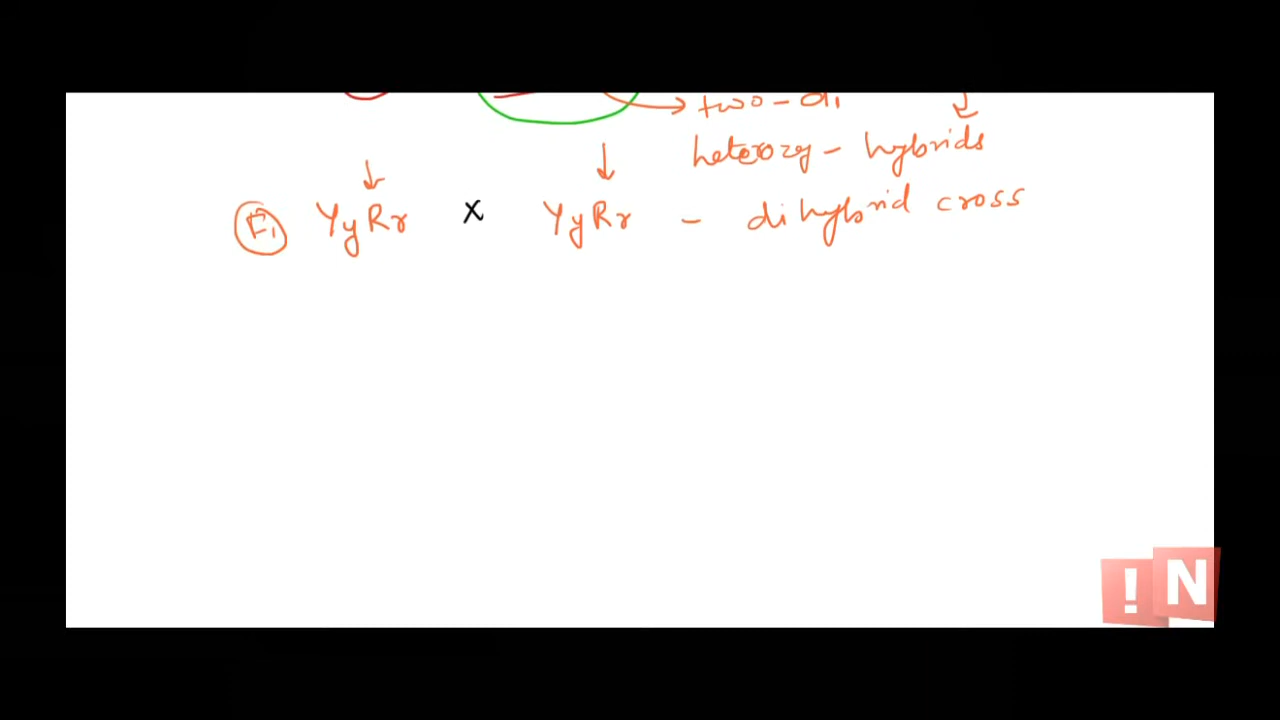 two - di
heterozy - hybrids
F1 YyRr x YyRr - dihybrid cross
!N